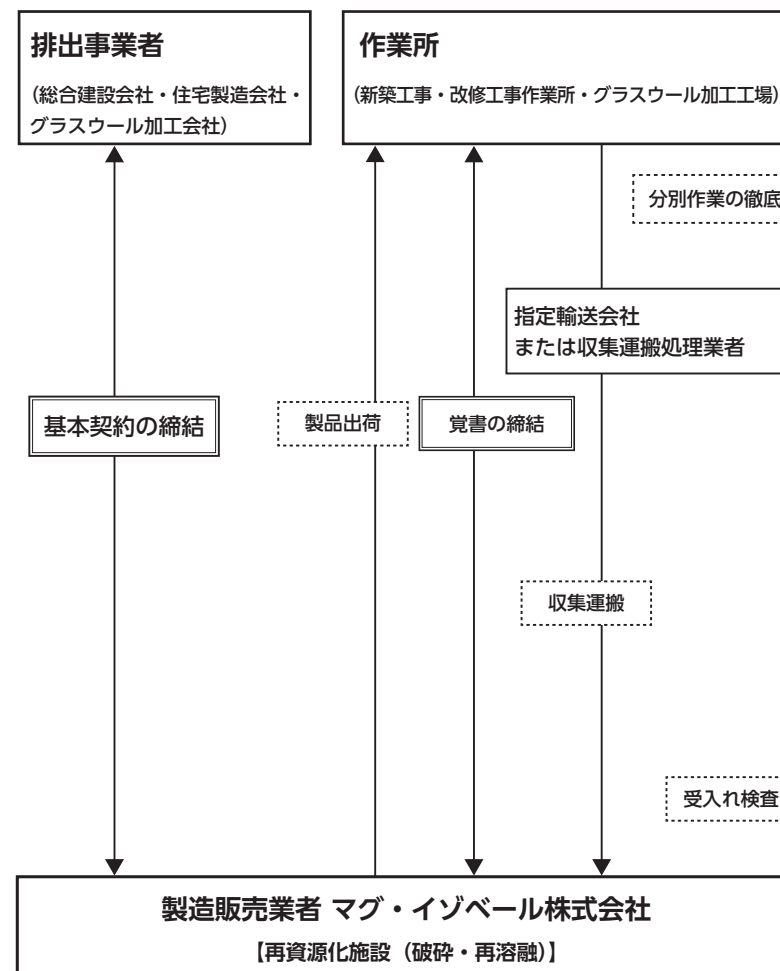 排出事業者
（総合建設会社・住宅製造会社・
グラスウール加工会社）
作業所
（新築工事・改修工事作業所・グラスウール加工工場）
分別作業の徹底
指定輸送会社
または収集運搬処理業者
基本契約の締結
製品出荷
覚書の締結
収集運搬
受入れ検査
製造販売業者 マグ・イゾベール株式会社
【再資源化施設（破砕・再溶融）】